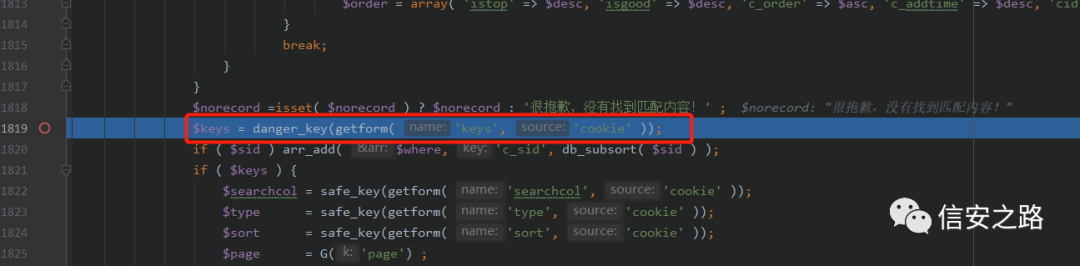 1813 $order = array( 'istop' => $desc, 'isgood' => $desc, 'c_order' => $asc, 'c_addtime' => $desc, 'cid
1814 }
1815 break;
1816 }
1817 }
1818 $norecord =isset( $norecord ) ? $norecord : '很抱歉，没有找到匹配内容！' ; $norecord: "很抱歉，没有找到匹配内容！"
1819 $keys = danger_key(getform( name: 'keys', source: 'cookie' ));
1820 if ( $sid ) arr_add( &arr: $where, key: 'c_sid', db_subsort( $sid ) );
1821 if ( $keys ) {
1822 $searchcol = safe_key(getform( name: 'searchcol', source: 'cookie' ));
1823 $type = safe_key(getform( name: 'type', source: 'cookie' ));
1824 $sort = safe_key(getform( name: 'sort', source: 'cookie' ));
1825 $page = G( k: 'page') ;
信安之路